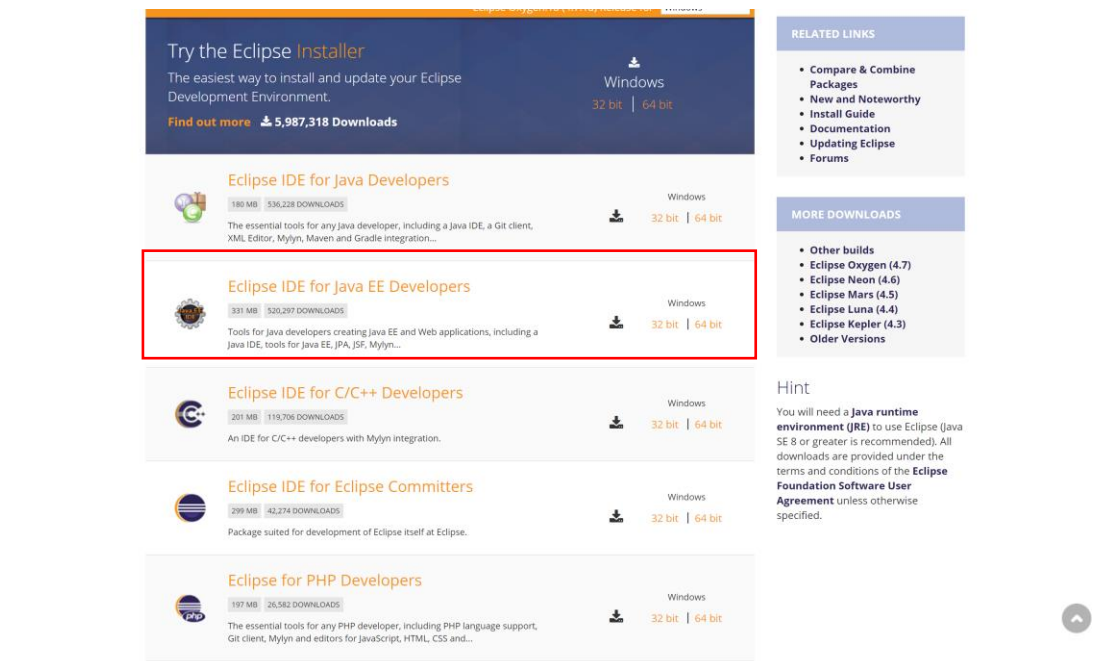 Try the Eclipse Installer
The easiest way to install and update your Eclipse
Development Environment.
Find out more 5,987,318 Downloads
Windows
32 bit | 64 bit
Eclipse IDE for Java Developers
180 MB 536,228 DOWNLOADS
The essential tools for any Java developer, including a Java IDE, a Git client,
XML Editor, Mylyn, Maven and Gradle integration...
Windows
32 bit | 64 bit
Eclipse IDE for Java EE Developers
331 MB 520,297 DOWNLOADS
Tools for Java developers creating Java EE and Web applications, including a
Java IDE, tools for Java EE, JPA, JSF, Mylyn...
Windows
32 bit | 64 bit
Eclipse IDE for C/C++ Developers
201 MB 119,706 DOWNLOADS
An IDE for C/C++ developers with Mylyn integration.
Windows
32 bit | 64 bit
Eclipse IDE for Eclipse Committers
299 MB 42,274 DOWNLOADS
Package suited for development of Eclipse itself at Eclipse.
Windows
32 bit | 64 bit
Eclipse for PHP Developers
197 MB 26,582 DOWNLOADS
The essential tools for any PHP developer, including PHP language support,
Git client, Mylyn and editors for JavaScript, HTML, CSS and...
Windows
32 bit | 64 bit
php
RELATED LINKS
• Compare & Combine
Packages
• New and Noteworthy
• Install Guide
• Documentation
• Updating Eclipse
• Forums
MORE DOWNLOADS
• Other builds
• Eclipse Oxygen (4.7)
• Eclipse Neon (4.6)
• Eclipse Mars (4.5)
• Eclipse Luna (4.4)
• Eclipse Kepler (4.3)
• Older Versions
Hint
You will need a Java runtime
environment (JRE) to use Eclipse (Java
SE 8 or greater is recommended). All
downloads are provided under the
terms and conditions of the Eclipse
Foundation Software User
Agreement unless otherwise
specified.